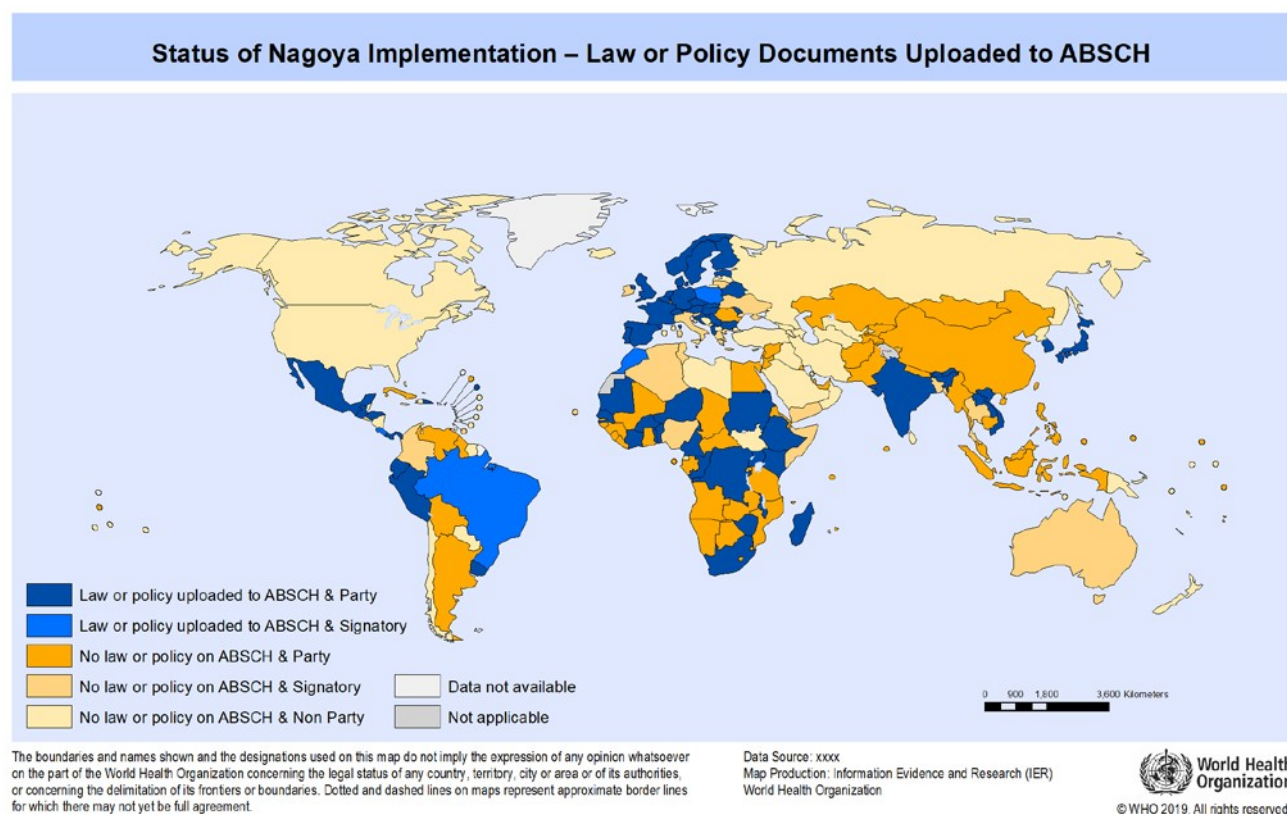 Status of Nagoya Implementation – Law or Policy Documents Uploaded to ABSCH
Law or policy uploaded to ABSCH & Party
Law or policy uploaded to ABSCH & Signatory
No law or policy on ABSCH & Party
No law or policy on ABSCH & Signatory
No law or policy on ABSCH & Non Party
Data not available
Not applicable
0 900 1,800 3,600 Kilometers
The boundaries and names shown and the designations used on this map do not imply the expression of any opinion whatsoever
on the part of the World Health Organization concerning the legal status of any country, territory, city or area or of its authorities,
or concerning the delimitation of its frontiers or boundaries. Dotted and dashed lines on maps represent approximate border lines
for which there may not yet be full agreement.
Data Source: xxxx
Map Production: Information Evidence and Research (IER)
World Health Organization
World Health
Organization
© WHO 2019. All rights reserved